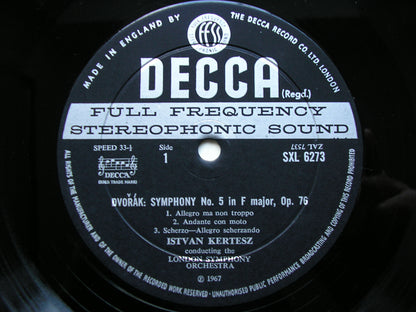 MADE IN ENGLAND BY
THE DECCA RECORD CO. LTD. LONDON
FFSS
DECCA (Regd.)
FULL FREQUENCY
STEREOPHONIC SOUND
SPEED 33-⅓
Side
1
ZAL 7537
SXL 6273
DECCA
DVOŘÁK: SYMPHONY No. 5 in F major, Op. 76
1. Allegro ma non troppo
2. Andante con moto
3. Scherzo—Allegro scherzando
ISTVAN KERTESZ
conducting the
LONDON SYMPHONY
ORCHESTRA
℗ 1967
ALL RIGHTS OF THE MANUFACTURER AND OF THE OWNER OF THE RECORDED WORK RESERVED · UNAUTHORISED PUBLIC PERFORMANCE BROADCASTING AND COPYING OF THIS RECORD PROHIBITED